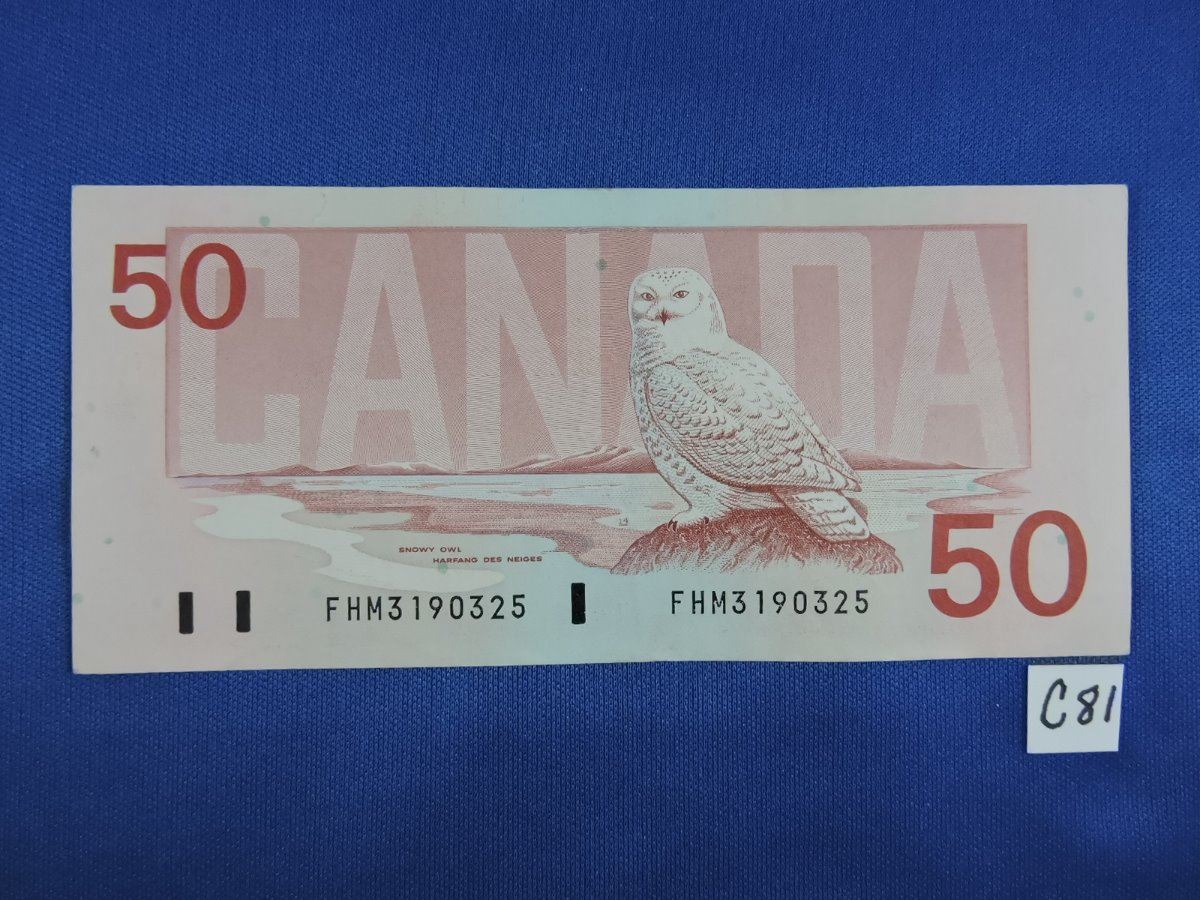 50
CANADA
SNOWY OWL
HARFANG DES NEIGES
FHM3190325 FHM3190325
50
C81